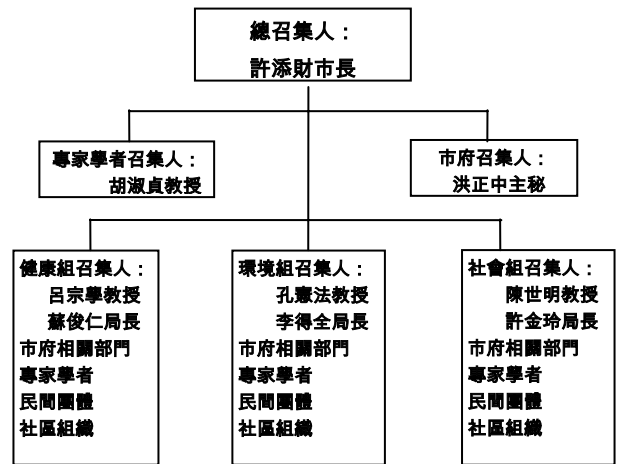 總召集人：
許添財市長
專家學者召集人：
胡淑貞教授
市府召集人：
洪正中主秘
健康組召集人：
呂宗學教授
蘇俊仁局長
市府相關部門
專家學者
民間團體
社區組織
環境組召集人：
孔憲法教授
李得全局長
市府相關部門
專家學者
民間團體
社區組織
社會組召集人：
陳世明教授
許金玲局長
市府相關部門
專家學者
民間團體
社區組織